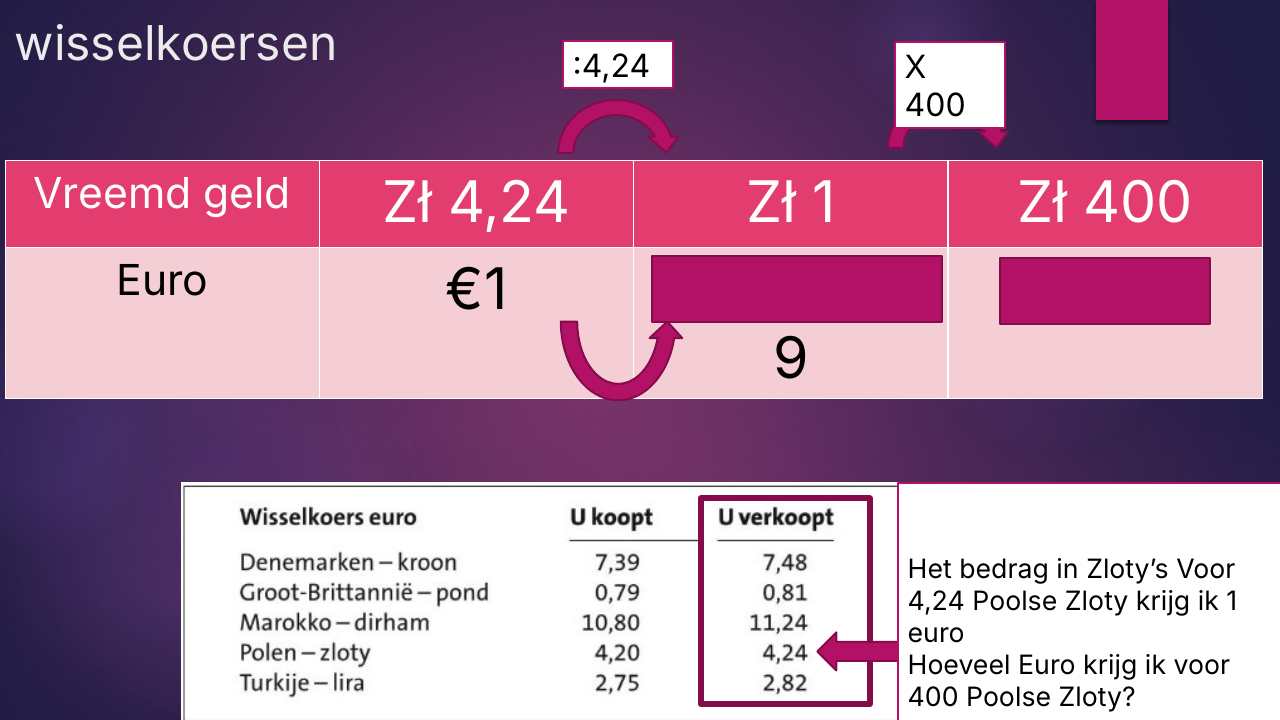 wisselkoersen
:4,24
X
400
Vreemd geld Zł 4,24 Zł 1 Zł 400
Euro €1
9
Wisselkoers euro U koopt U verkoopt
Denemarken – kroon 7,39 7,48
Groot-Brittannië – pond 0,79 0,81
Marokko – dirham 10,80 11,24
Polen – zloty 4,20 4,24
Turkije – lira 2,75 2,82
Het bedrag in Zloty’s Voor
4,24 Poolse Zloty krijg ik 1
euro
Hoeveel Euro krijg ik voor
400 Poolse Zloty?